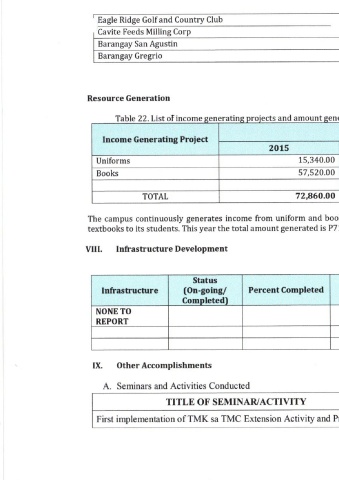 Eagle Ridge Golf and Country Club
Cavite Feeds Milling Corp
Barangay San Agustin
Barangay Gregrio
Resource Generation
Table 22. List of income generating projects and amount gene
Income Generating Project
2015
Uniforms 15,340.00
Books 57,520.00
TOTAL 72,860.00
The campus continuously generates income from uniform and boo
textbooks to its students. This year the total amount generated is P7
VIII. Infrastructure Development
Infrastructure Status (On-going/ Completed) Percent Completed
NONE TO
REPORT
IX. Other Accomplishments
A. Seminars and Activities Conducted
TITLE OF SEMINAR/ACTIVITY
First implementation of TMK sa TMC Extension Activity and P